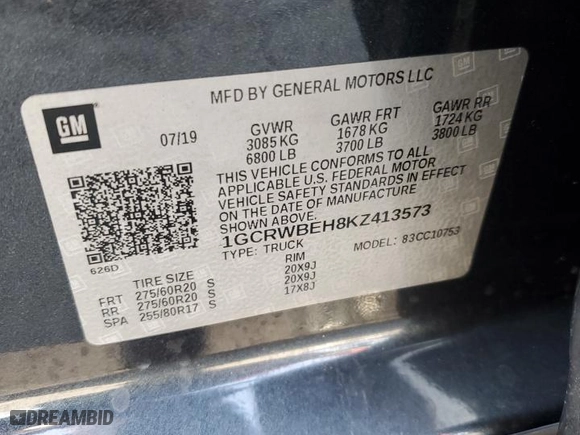 MFD BY GENERAL MOTORS LLC
GM
07/19
GVWR GAWR FRT GAWR RR
3085 KG 1678 KG 1724 KG
6800 LB 3700 LB 3800 LB
THIS VEHICLE CONFORMS TO ALL
APPLICABLE U.S. FEDERAL MOTOR
VEHICLE SAFETY STANDARDS IN EFFECT
ON THE DATE OF MANUFACTURE
SHOWN ABOVE.
1GCRWBEH8KZ413573
TYPE: TRUCK MODEL: 83CC10753
626D
TIRE SIZE RIM
FRT 275/60R20 S 20X9J
RR 275/60R20 S 20X9J
SPA 255/80R17 S 17X8J
DREAMBID